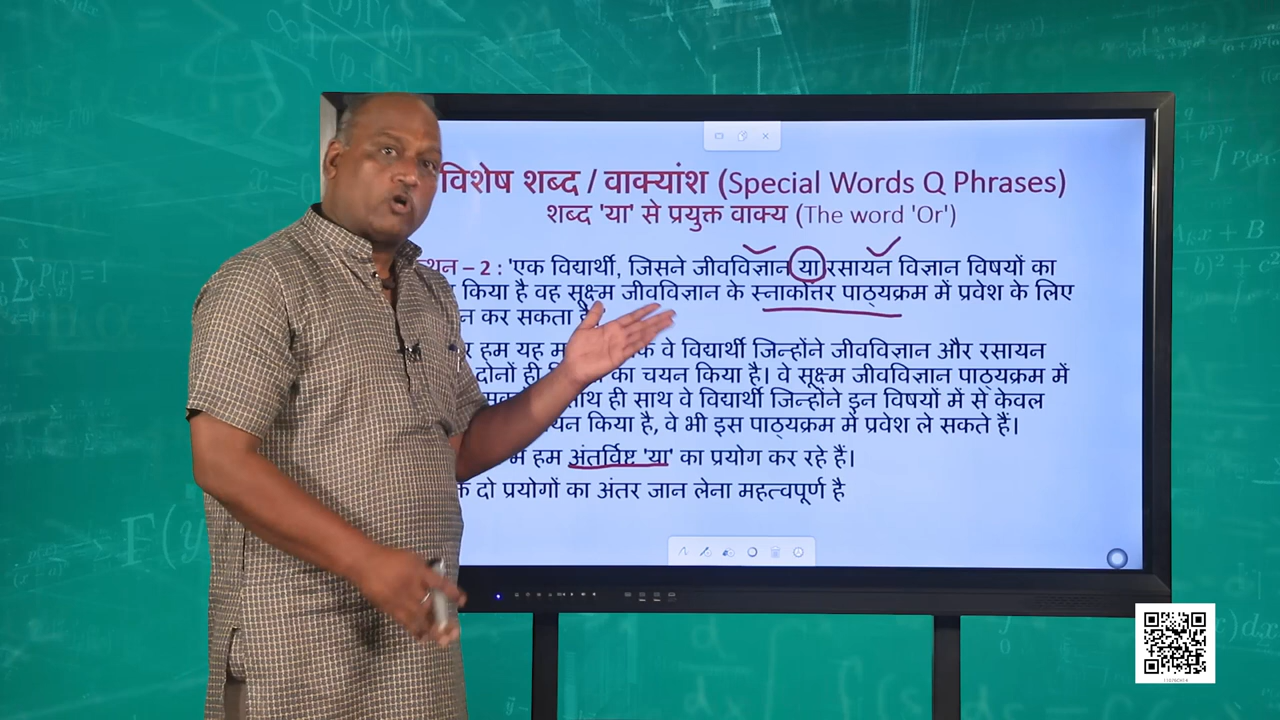 विशेष शब्द / वाक्यांश (Special Words Q Phrases)
शब्द 'या' से प्रयुक्त वाक्य (The word 'Or')
– 2 : 'एक विद्यार्थी, जिसने जीवविज्ञान या रसायन विज्ञान विषयों का
किया है वह सूक्ष्म जीवविज्ञान के स्नाकोत्तर पाठ्यक्रम में प्रवेश के लिए
कर सकता है
हम यह वे विद्यार्थी जिन्होंने जीवविज्ञान और रसायन
दोनों ही का चयन किया है। वे सूक्ष्म जीवविज्ञान पाठ्यक्रम में
साथ ही साथ वे विद्यार्थी जिन्होंने इन विषयों में से केवल
किया है, वे भी इस पाठ्यक्रम में प्रवेश ले सकते हैं।
में हम अंतर्विष्ट 'या' का प्रयोग कर रहे हैं।
दो प्रयोगों का अंतर जान लेना महत्वपूर्ण है